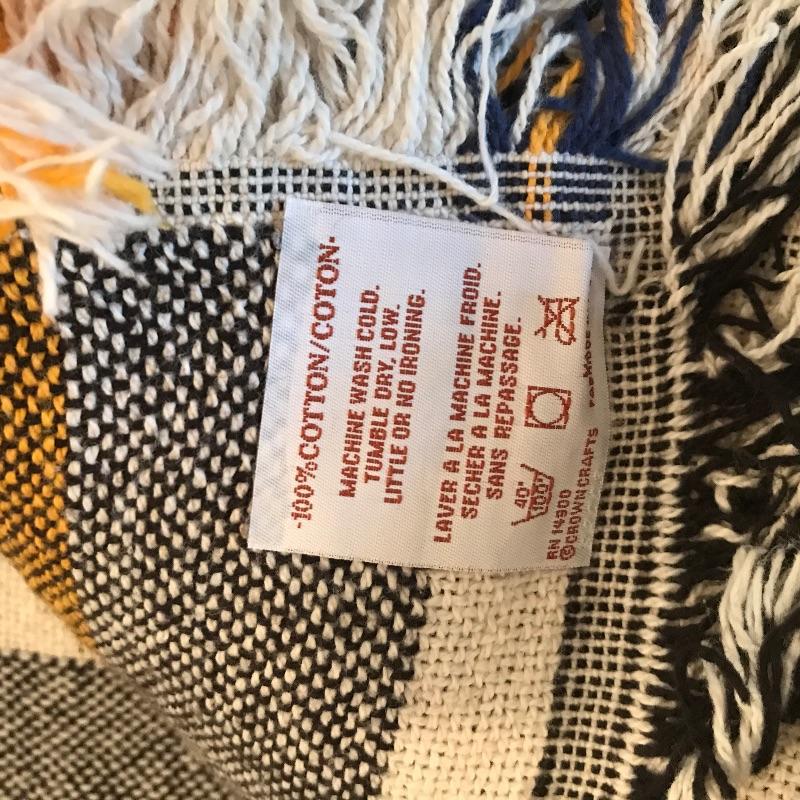 -100%COTTON/COTON-
MACHINE WASH COLD.
TUMBLE DRY, LOW.
LITTLE OR NO IRONING.
LAVER A LA MACHINE FROID.
SECHER A LA MACHINE.
SANS REPASSAGE.
40°
100°
RN 14900
©CROWN CRAFTS